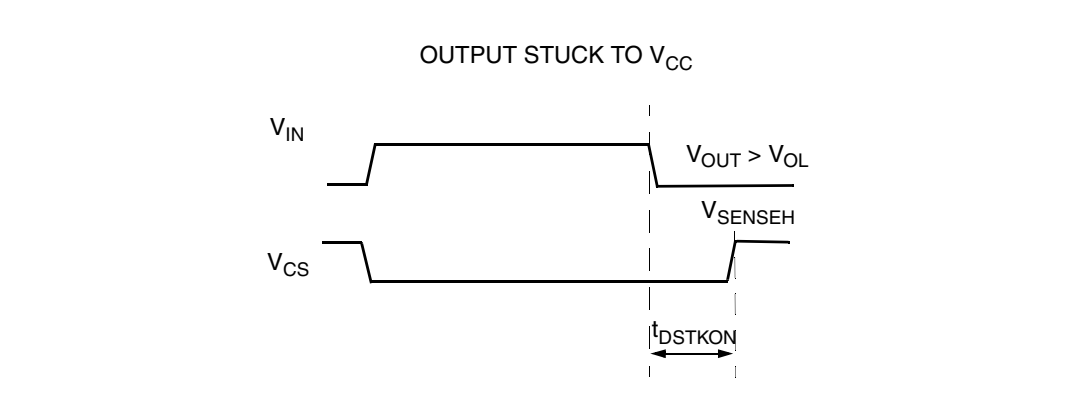 OUTPUT STUCK TO VCC
VIN
VOUT > VOL
VSENSEH
VCS
tDSTKON